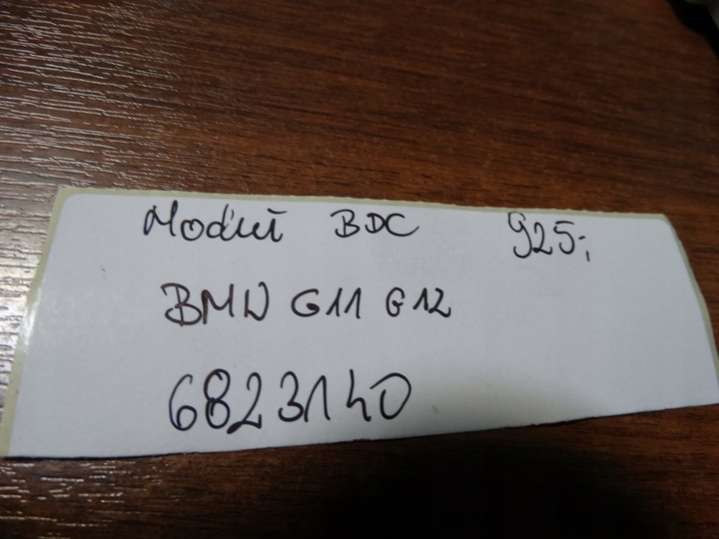 Moduł BDC 925,-
BMW G11 G12
6823140